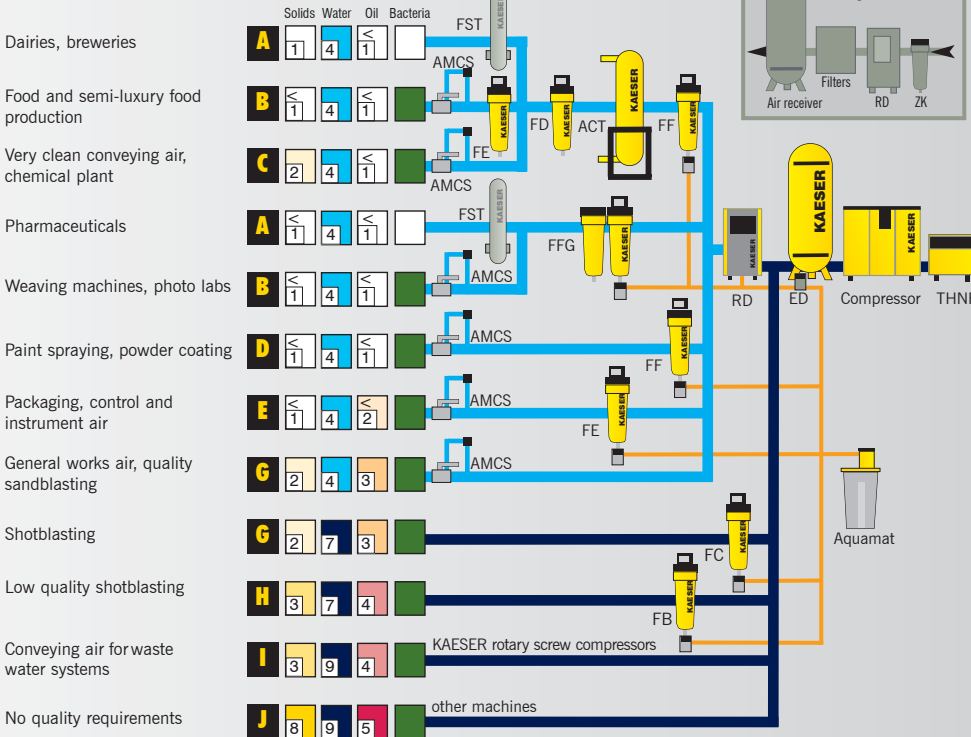 Solids Water Oil Bacteria
Dairies, breweries
A 1 4 < 1
FST
KAESER
AMCS
Food and semi-luxury food
production
B < 1 4 < 1
KAESER
FD
KAESER
ACT
KAESER
FF
KAESER
Very clean conveying air,
chemical plant
C 2 4 < 1
FE
AMCS
Pharmaceuticals
A < 1 4 < 1
FST
KAESER
FFG
KAESER
Weaving machines, photo labs
B < 1 4 < 1
AMCS
Paint spraying, powder coating
D < 1 4 < 1
AMCS
FF
KAESER
Packaging, control and
instrument air
E < 1 4 < 2
AMCS
FE
KAESER
General works air, quality
sandblasting
G 2 4 3
AMCS
Shotblasting
G 2 7 3
FC
KAESER
Low quality shotblasting
H 3 7 4
FB
KAESER
Conveying air for waste
water systems
I 3 9 4
KAESER rotary screw compressors
No quality requirements
J 8 9 5
other machines
Air receiver
Filters
RD
ZK
KAESER
RD
KAESER
ED
KAESER
Compressor
Aquamat